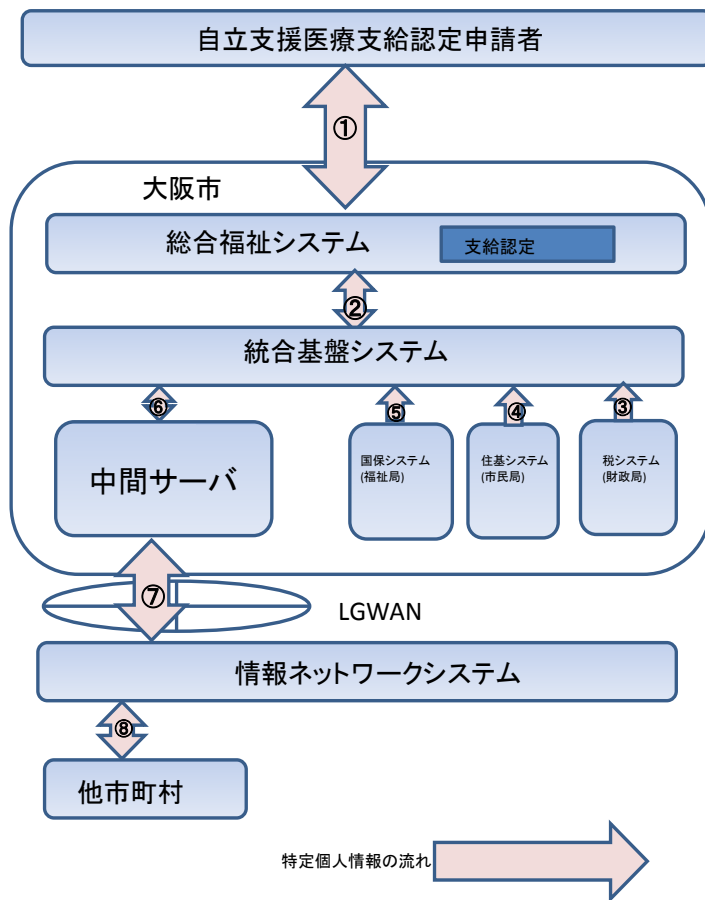 自立支援医療支給認定申請者
①
大阪市
総合福祉システム
支給認定
②
統合基盤システム
⑥
⑤
④
③
中間サーバ
国保システム
(福祉局)
住基システム
(市民局)
税システム
(財政局)
⑦
LGWAN
情報ネットワークシステム
⑧
他市町村
特定個人情報の流れ